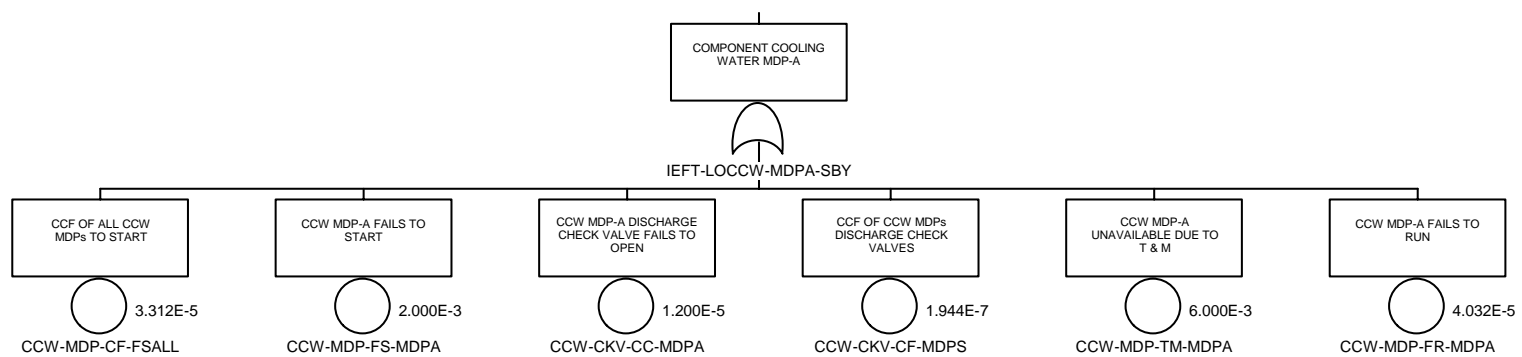 COMPONENT COOLING
WATER MDP-A
IEFT-LOCCW-MDPA-SBY
CCF OF ALL CCW
MDPs TO START
3.312E-5
CCW-MDP-CF-FSALL
CCW MDP-A FAILS TO
START
2.000E-3
CCW-MDP-FS-MDPA
CCW MDP-A DISCHARGE
CHECK VALVE FAILS TO
OPEN
1.200E-5
CCW-CKV-CC-MDPA
CCF OF CCW MDPs
DISCHARGE CHECK
VALVES
1.944E-7
CCW-CKV-CF-MDPS
CCW MDP-A
UNAVAILABLE DUE TO
T & M
6.000E-3
CCW-MDP-TM-MDPA
CCW MDP-A FAILS TO
RUN
4.032E-5
CCW-MDP-FR-MDPA